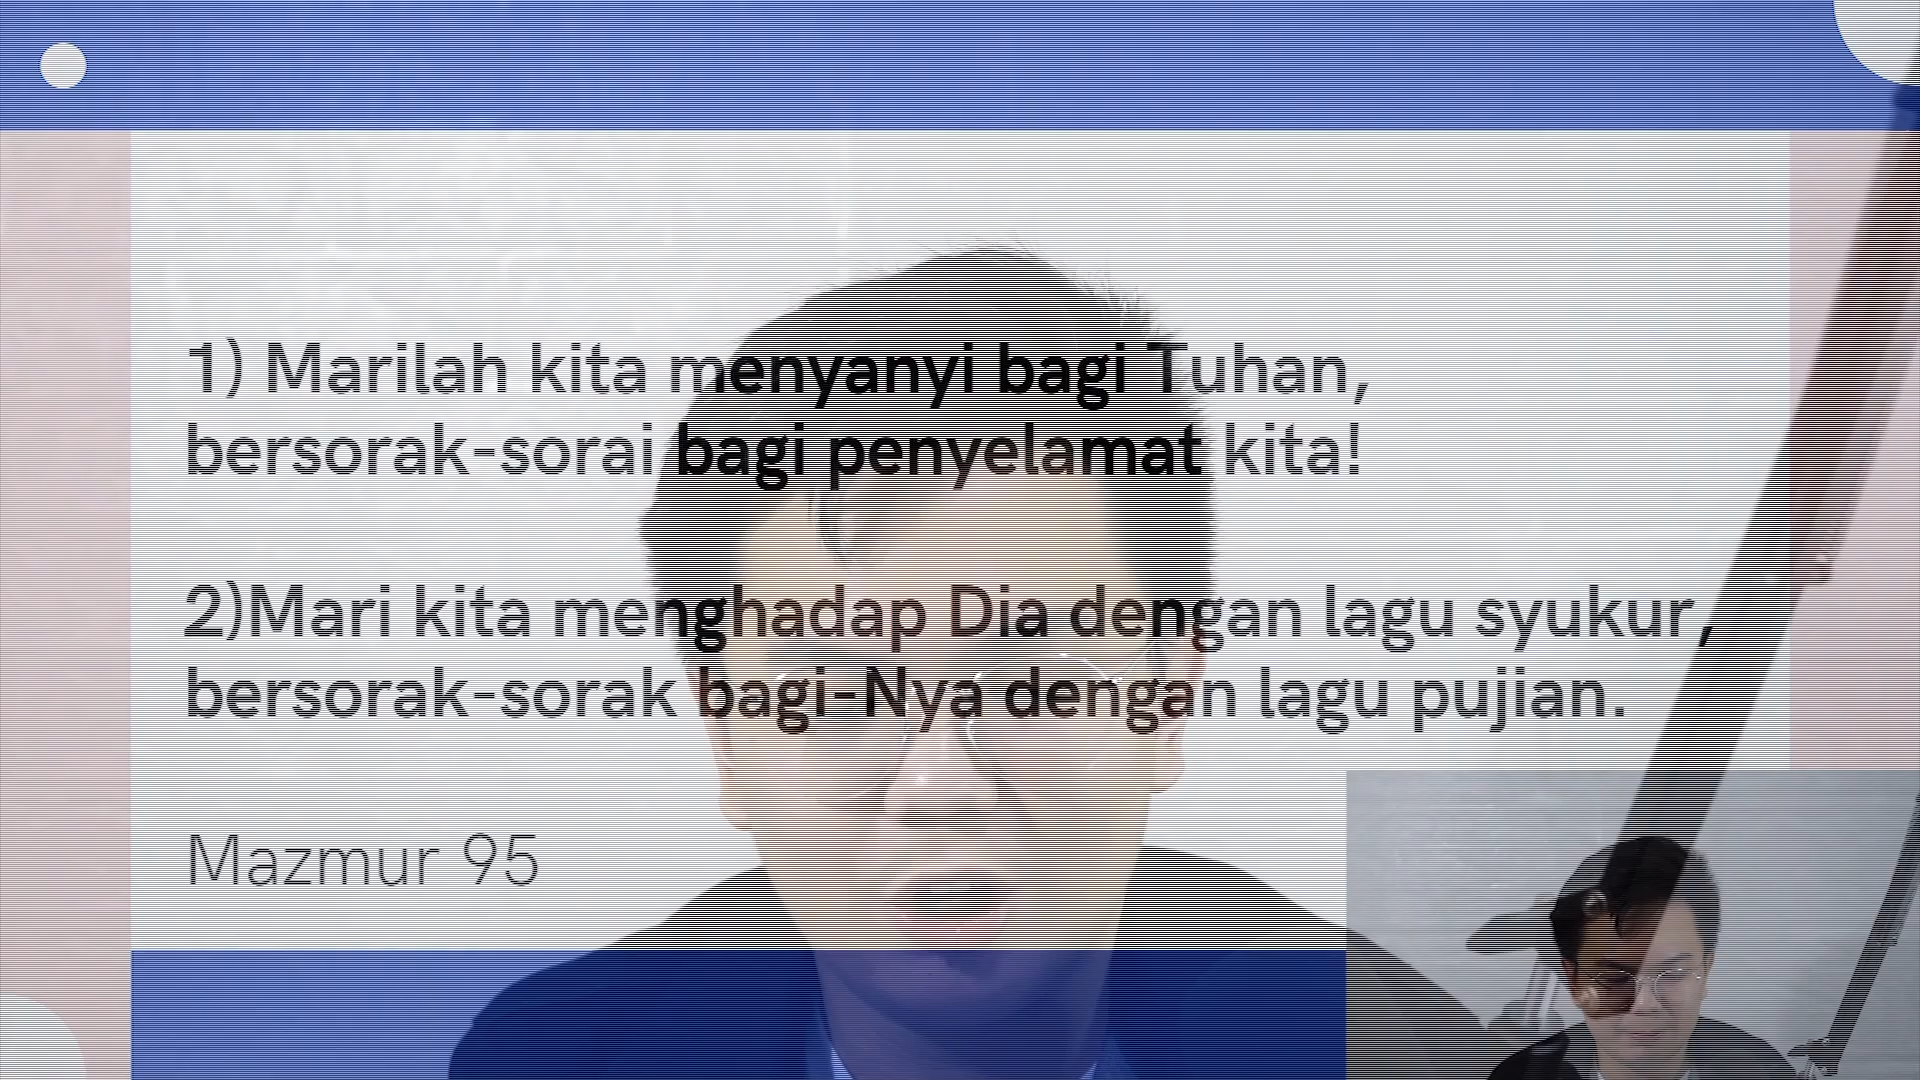 1) Marilah kita menyanyi bagi Tuhan,
bersorak-sorai bagi penyelamat kita!
2)Mari kita menghadap Dia dengan lagu syukur,
bersorak-sorak bagi-Nya dengan lagu pujian.
Mazmur 95